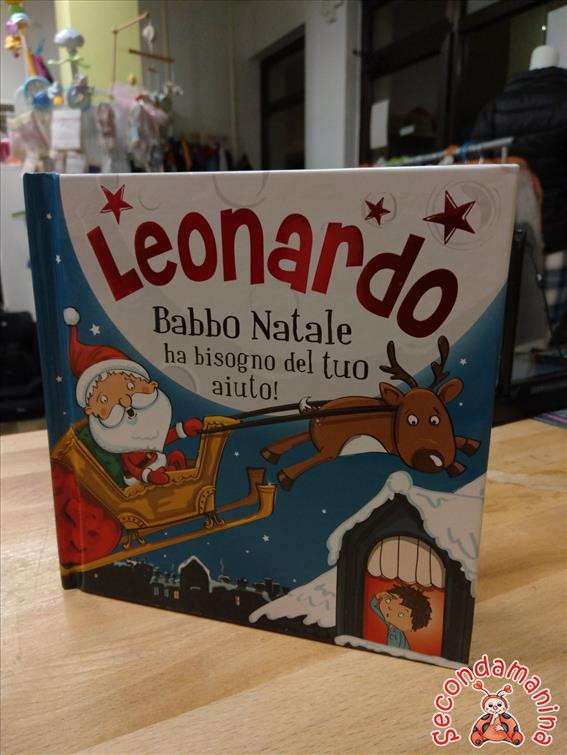 Leonardo
Babbo Natale
ha bisogno del tuo
aiuto!
secondamanina